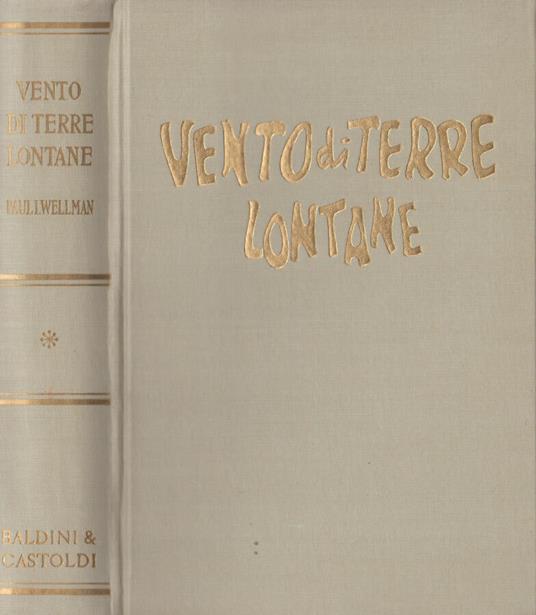 VENTO
DI TERRE
LONTANE
PAUL I. WELLMAN
BALDINI &
CASTOLDI
VENTO di TERRE
LONTANE